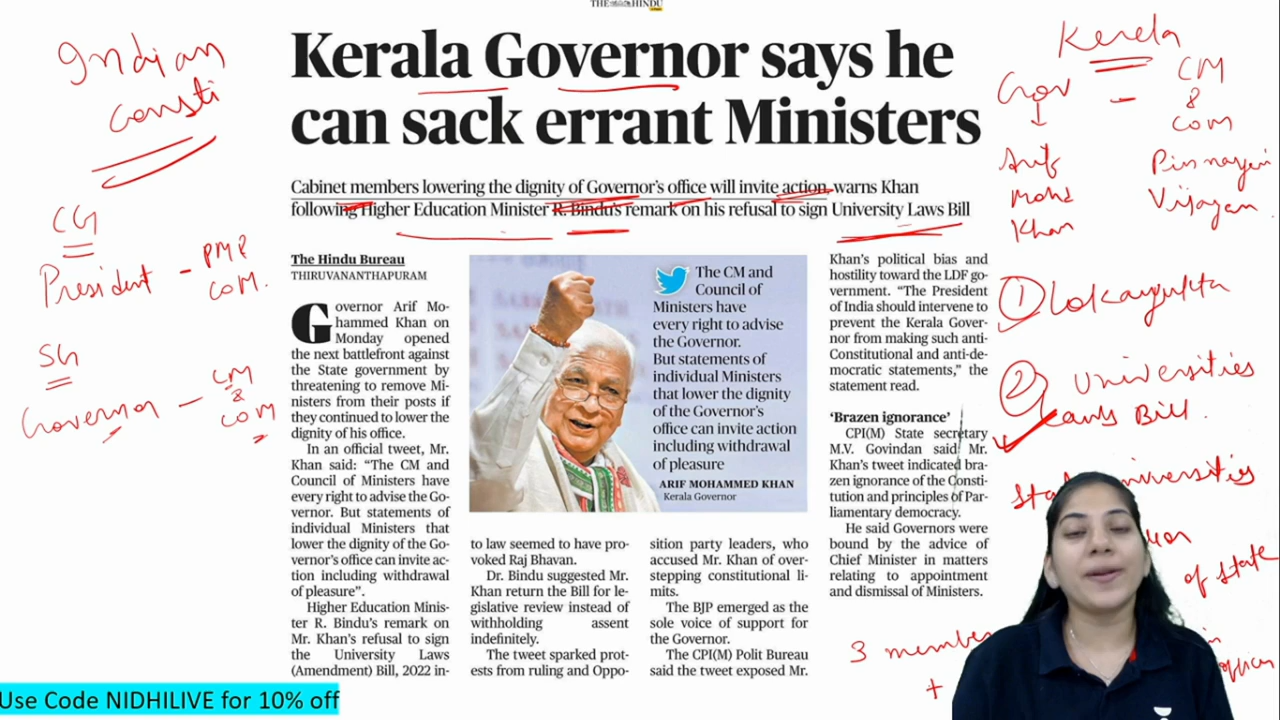 THE HINDU
Kerala Governor says he
can sack errant Ministers
Cabinet members lowering the dignity of Governor's office will invite action, warns Khan
following Higher Education Minister R. Bindu's remark on his refusal to sign University Laws Bill
The Hindu Bureau
THIRUVANANTHAPURAM
Governor Arif Mo-
hammed Khan on
Monday opened
the next battlefront against
the State government by
threatening to remove Mi-
nisters from their posts if
they continued to lower the
dignity of his office.
In an official tweet, Mr.
Khan said: “The CM and
Council of Ministers have
every right to advise the Go-
vernor. But statements of
individual Ministers that
lower the dignity of the Go-
vernor's office can invite ac-
tion including withdrawal
of pleasure”.
Higher Education Minis-
ter R. Bindu's remark on
Mr. Khan's refusal to sign
the University Laws
(Amendment) Bill, 2022 in-
The CM and
Council of
Ministers have
every right to advise
the Governor.
But statements of
individual Ministers
that lower the dignity
of the Governor's
office can invite action
including withdrawal
of pleasure
ARIF MOHAMMED KHAN
Kerala Governor
to law seemed to have pro-
voked Raj Bhavan.
Dr. Bindu suggested Mr.
Khan return the Bill for le-
gislative review instead of
withholding assent
indefinitely.
The tweet sparked prot-
ests from ruling and Oppo-
sition party leaders, who
accused Mr. Khan of over-
stepping constitutional li-
mits.
The BJP emerged as the
sole voice of support for
the Governor.
The CPI(M) Polit Bureau
said the tweet exposed Mr.
Khan's political bias and
hostility toward the LDF go-
vernment. “The President
of India should intervene to
prevent the Kerala Gover-
nor from making such anti-
Constitutional and anti-de-
mocratic statements,” the
statement read.
‘Brazen ignorance’
CPI(M) State secretary
M.V. Govindan said Mr.
Khan's tweet indicated bra-
zen ignorance of the Consti-
tution and principles of Par-
liamentary democracy.
He said Governors were
bound by the advice of
Chief Minister in matters
relating to appointment
and dismissal of Ministers.
Indian
Consti
CG
President - PM &
COM.
SG
Governor - CM
&
COM
Kerala
Gov
Arif
Mohd
Khan
CM
&
COM
Pinnayari
Vijayan
① Lokayukta
② Universities
Laws Bill.
State Universities
of State
3 member
+
officer
Use Code NIDHILIVE for 10% off